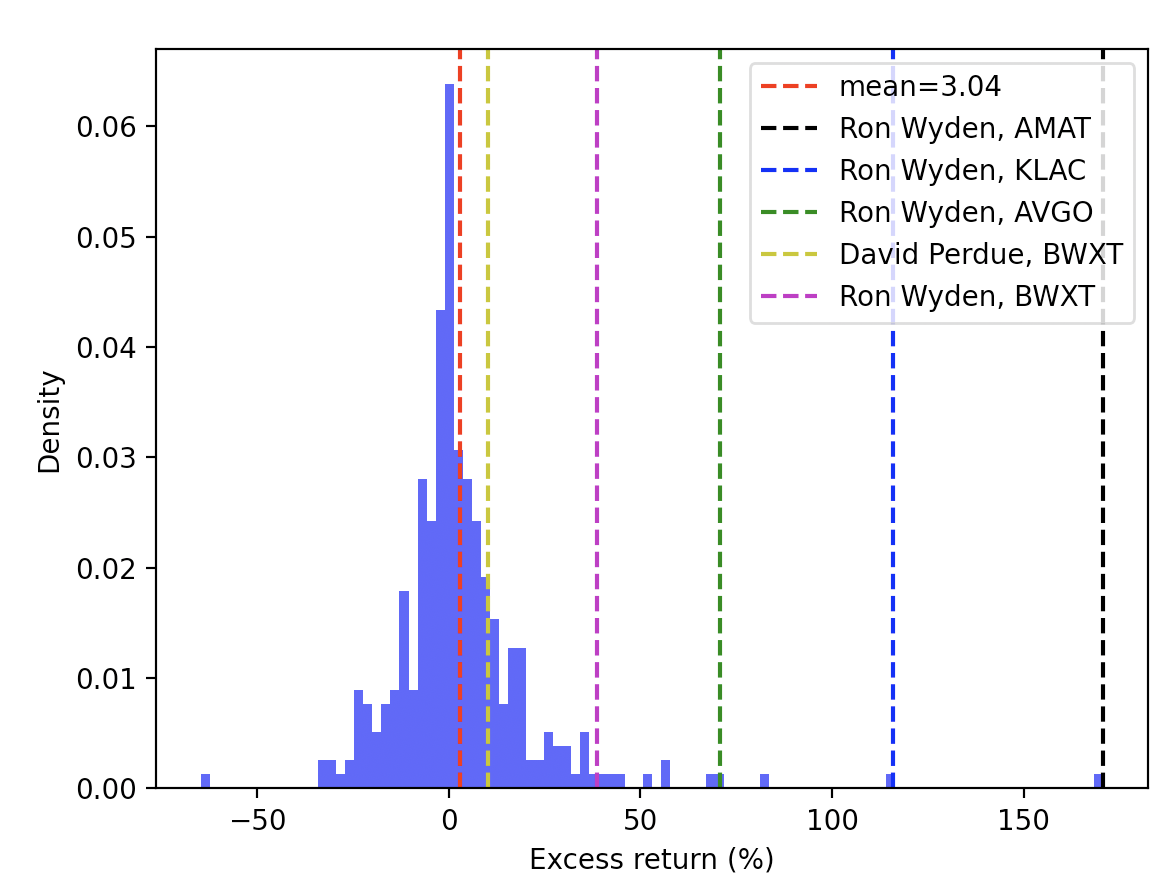 mean=3.04
Ron Wyden, AMAT
Ron Wyden, KLAC
Ron Wyden, AVGO
David Perdue, BWXT
Ron Wyden, BWXT
Density
0.06
0.05
0.04
0.03
0.02
0.01
0.00
−50
0
50
100
150
Excess return (%)